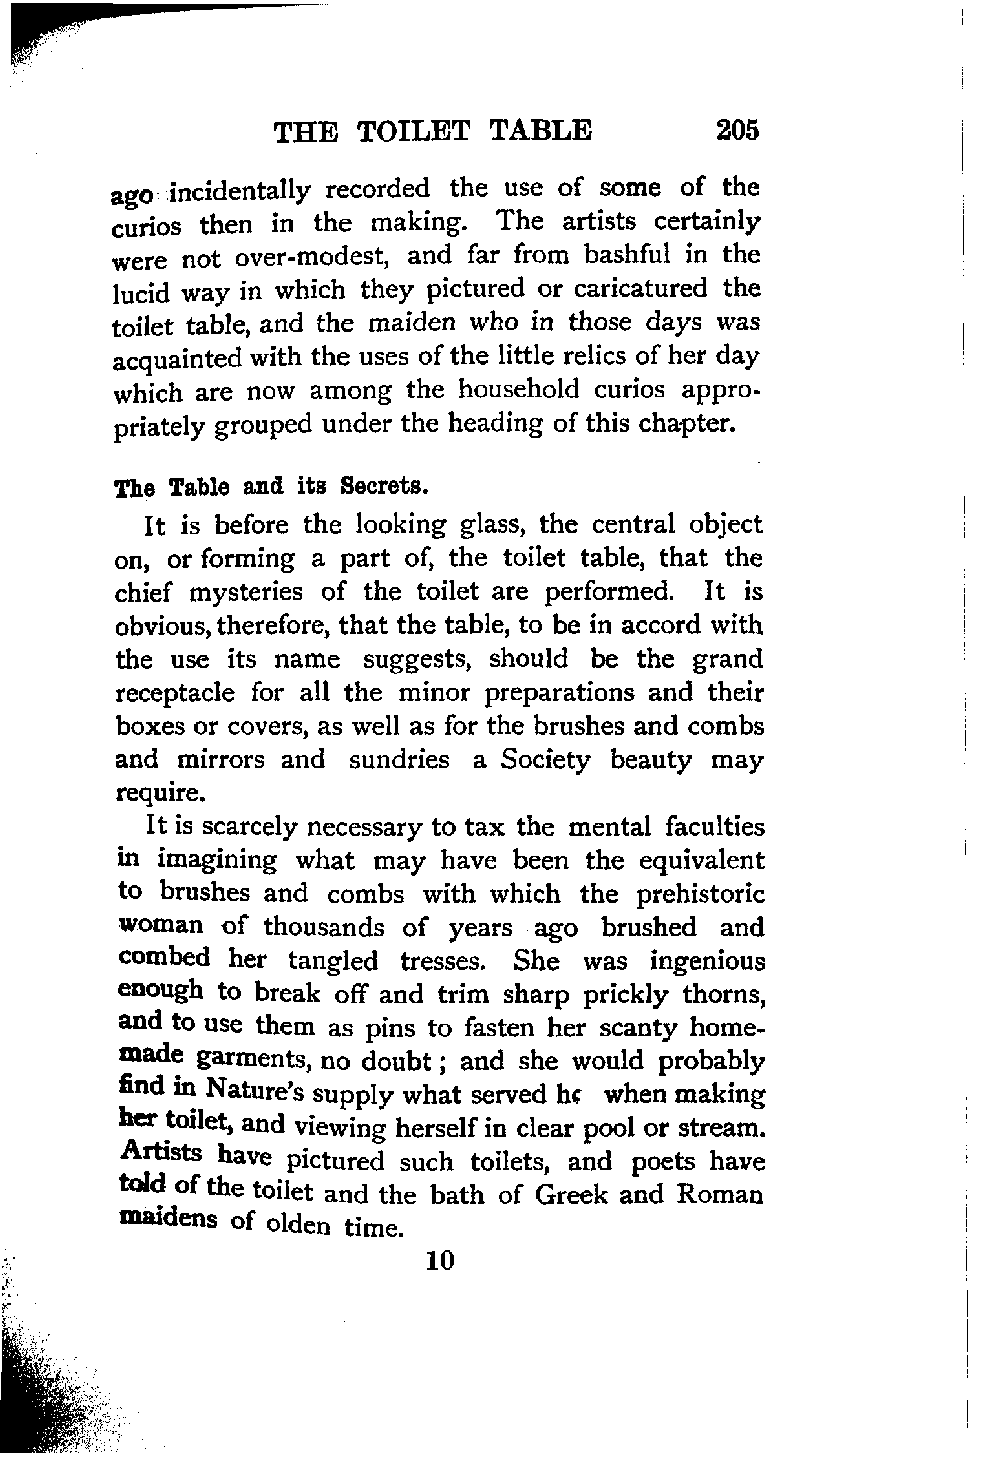 THE TOILET TABLE 205
ago incidentally recorded the use of some of the
curios then in the making. The artists certainly
were not over-modest, and far from bashful in the
lucid way in which they pictured or caricatured the
toilet table, and the maiden who in those days was
acquainted with the uses of the little relics of her day
which are now among the household curios appro-
priately grouped under the heading of this chapter.
The Table and its Secrets.
It is before the looking glass, the central object
on, or forming a part of, the toilet table, that the
chief mysteries of the toilet are performed. It is
obvious, therefore, that the table, to be in accord with
the use its name suggests, should be the grand
receptacle for all the minor preparations and their
boxes or covers, as well as for the brushes and combs
and mirrors and sundries a Society beauty may
require.
It is scarcely necessary to tax the mental faculties
in imagining what may have been the equivalent
to brushes and combs with which the prehistoric
woman of thousands of years ago brushed and
combed her tangled tresses. She was ingenious
enough to break off and trim sharp prickly thorns,
and to use them as pins to fasten her scanty home-
made garments, no doubt ; and she would probably
find in Nature's supply what served when making
her toilet, and viewing herself in clear pool or stream.
Artists have pictured such toilets, and poets have
told of the toilet and the bath of Greek and Roman
maidens of olden time.
10